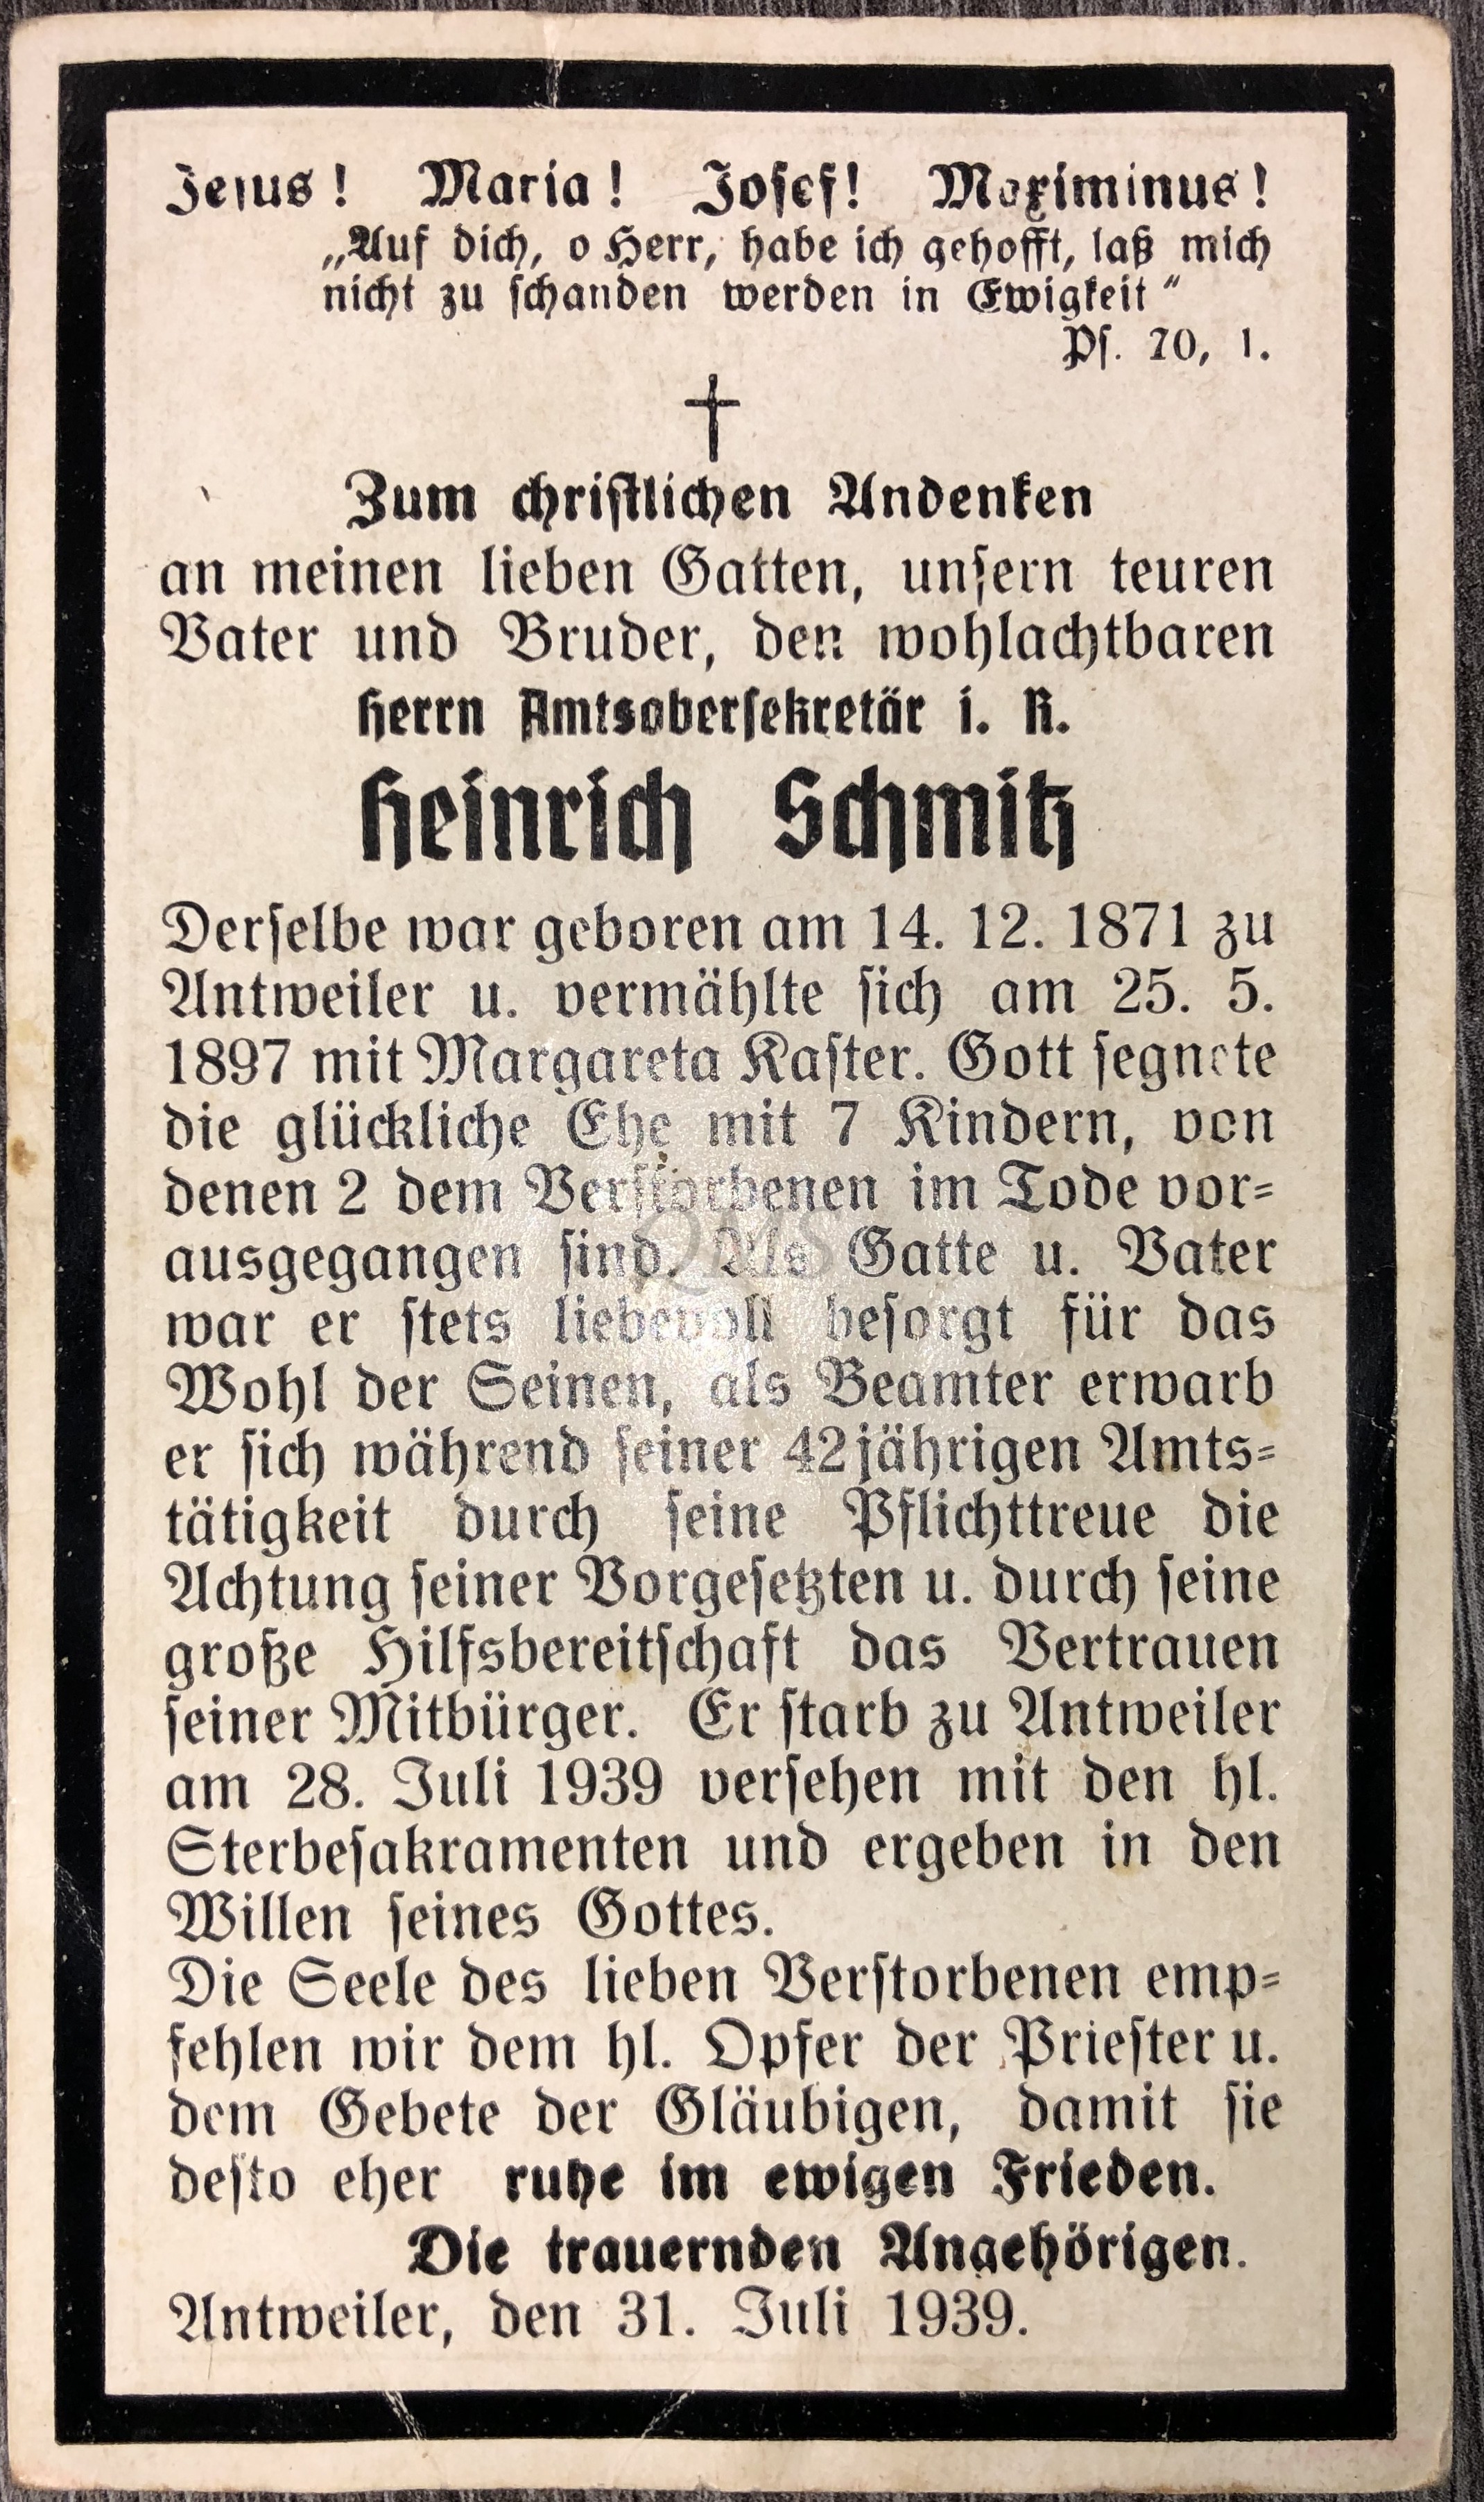 Jesus! Maria! Josef! Maximinus!
„Auf dich, o Herr, habe ich gehofft, laß mich
nicht zu schanden werden in Ewigkeit“
Ps. 70, 1.
Zum christlichen Andenken
an meinen lieben Gatten, unsern teuren
Vater und Bruder, den wohlachtbaren
Herrn Amtsobersekretär i. R.
Heinrich Schmitz
Derselbe war geboren am 14. 12. 1871 zu
Antweiler u. vermählte sich am 25. 5.
1897 mit Margareta Kaster. Gott segnete
die glückliche Ehe mit 7 Kindern, von
denen 2 dem Verstorbenen im Tode vor-
ausgegangen sind. Als Gatte u. Vater
war er stets liebevoll besorgt für das
Wohl der Seinen, als Beamter erwarb
er sich während seiner 42jährigen Amts-
tätigkeit durch seine Pflichttreue die
Achtung seiner Vorgesetzten u. durch seine
große Hilfsbereitschaft das Vertrauen
seiner Mitbürger. Er starb zu Antweiler
am 28. Juli 1939 versehen mit den hl.
Sterbesakramenten und ergeben in den
Willen seines Gottes.
Die Seele des lieben Verstorbenen emp-
fehlen wir dem hl. Opfer der Priester u.
dem Gebete der Gläubigen, damit sie
desto eher ruhe im ewigen Frieden.
Die trauernden Angehörigen.
Antweiler, den 31. Juli 1939.